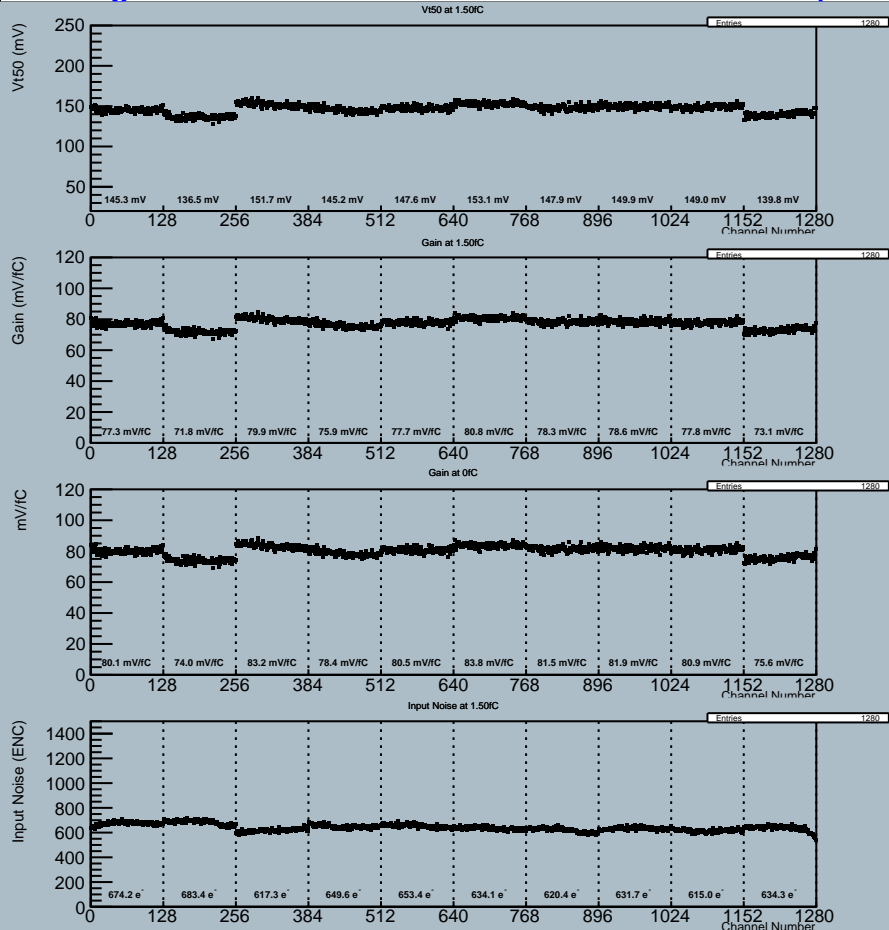 Vt50 at 1.50fC
Entries 1280
Vt50 (mV)
250
200
150
100
50
145.3 mV 136.5 mV 151.7 mV 145.2 mV 147.6 mV 153.1 mV 147.9 mV 149.9 mV 149.0 mV 139.8 mV
0 128 256 384 512 640 768 896 1024 1152 1280
Channel Number
Gain at 1.50fC
Entries 1280
Gain (mV/fC)
120
100
80
60
40
20
0
77.3 mV/fC 71.8 mV/fC 79.9 mV/fC 75.9 mV/fC 77.7 mV/fC 80.8 mV/fC 78.3 mV/fC 78.6 mV/fC 77.8 mV/fC 73.1 mV/fC
0 128 256 384 512 640 768 896 1024 1152 1280
Channel Number
Gain at 0fC
Entries 1280
mV/fC
120
100
80
60
40
20
0
80.1 mV/fC 74.0 mV/fC 83.2 mV/fC 78.4 mV/fC 80.5 mV/fC 83.8 mV/fC 81.5 mV/fC 81.9 mV/fC 80.9 mV/fC 75.6 mV/fC
0 128 256 384 512 640 768 896 1024 1152 1280
Channel Number
Input Noise at 1.50fC
Entries 1280
Input Noise (ENC)
1400
1200
1000
800
600
400
200
0
674.2 e⁻ 683.4 e⁻ 617.3 e⁻ 649.6 e⁻ 653.4 e⁻ 634.1 e⁻ 620.4 e⁻ 631.7 e⁻ 615.0 e⁻ 634.3 e⁻
0 128 256 384 512 640 768 896 1024 1152 1280
Channel Number